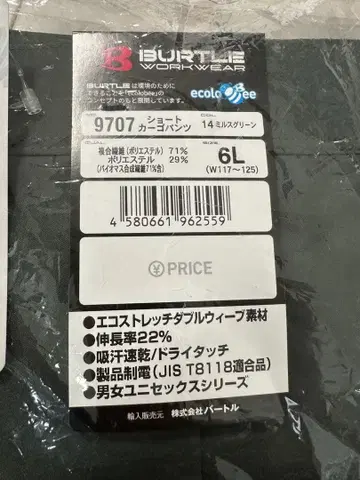 BURTLE
WORKWEAR
BURTLEは環境のために
できることを「ecolobee」の
コンセプトのもと展開しています。
ecolobee
9707 ショート
カーゴパンツ
14 ミルスグリーン
複合繊維(ポリエステル) 71%
ポリエステル 29%
(バイオマス合成繊維71%含)
6L
(W117〜125)
4 580661 962559
¥ PRICE
●エコストレッチダブルウィーブ素材
●伸長率22%
●吸汗速乾/ドライタッチ
●製品制電(JIS T8118適合品)
●男女ユニセックスシリーズ
輸入販売元 株式会社バートル